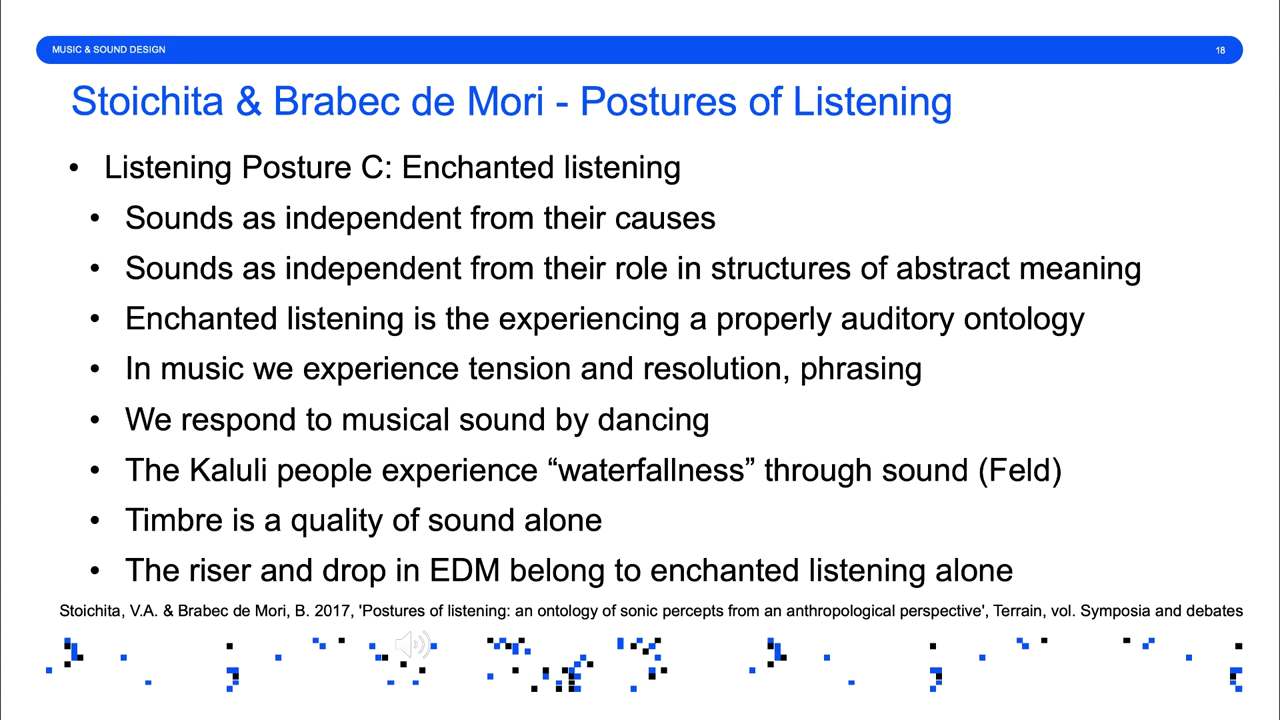 MUSIC & SOUND DESIGN 18
Stoichita & Brabec de Mori - Postures of Listening
• Listening Posture C: Enchanted listening
• Sounds as independent from their causes
• Sounds as independent from their role in structures of abstract meaning
• Enchanted listening is the experiencing a properly auditory ontology
• In music we experience tension and resolution, phrasing
• We respond to musical sound by dancing
• The Kaluli people experience “waterfallness” through sound (Feld)
• Timbre is a quality of sound alone
• The riser and drop in EDM belong to enchanted listening alone
Stoichita, V.A. & Brabec de Mori, B. 2017, 'Postures of listening: an ontology of sonic percepts from an anthropological perspective', Terrain, vol. Symposia and debates